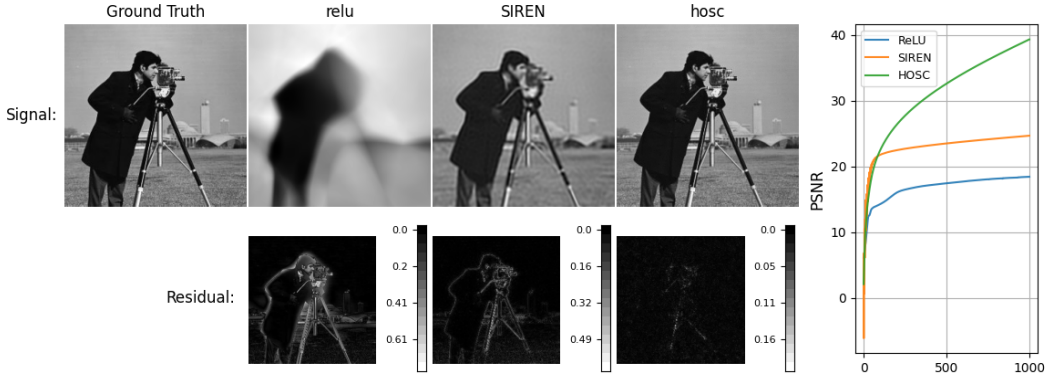 Ground Truth
relu
SIREN
hosc
Signal:
Residual:
0.0
0.2
0.41
0.61
0.0
0.16
0.32
0.49
0.0
0.05
0.11
0.16
PSNR
40
30
20
10
0
0
500
1000
ReLU
SIREN
HOSC